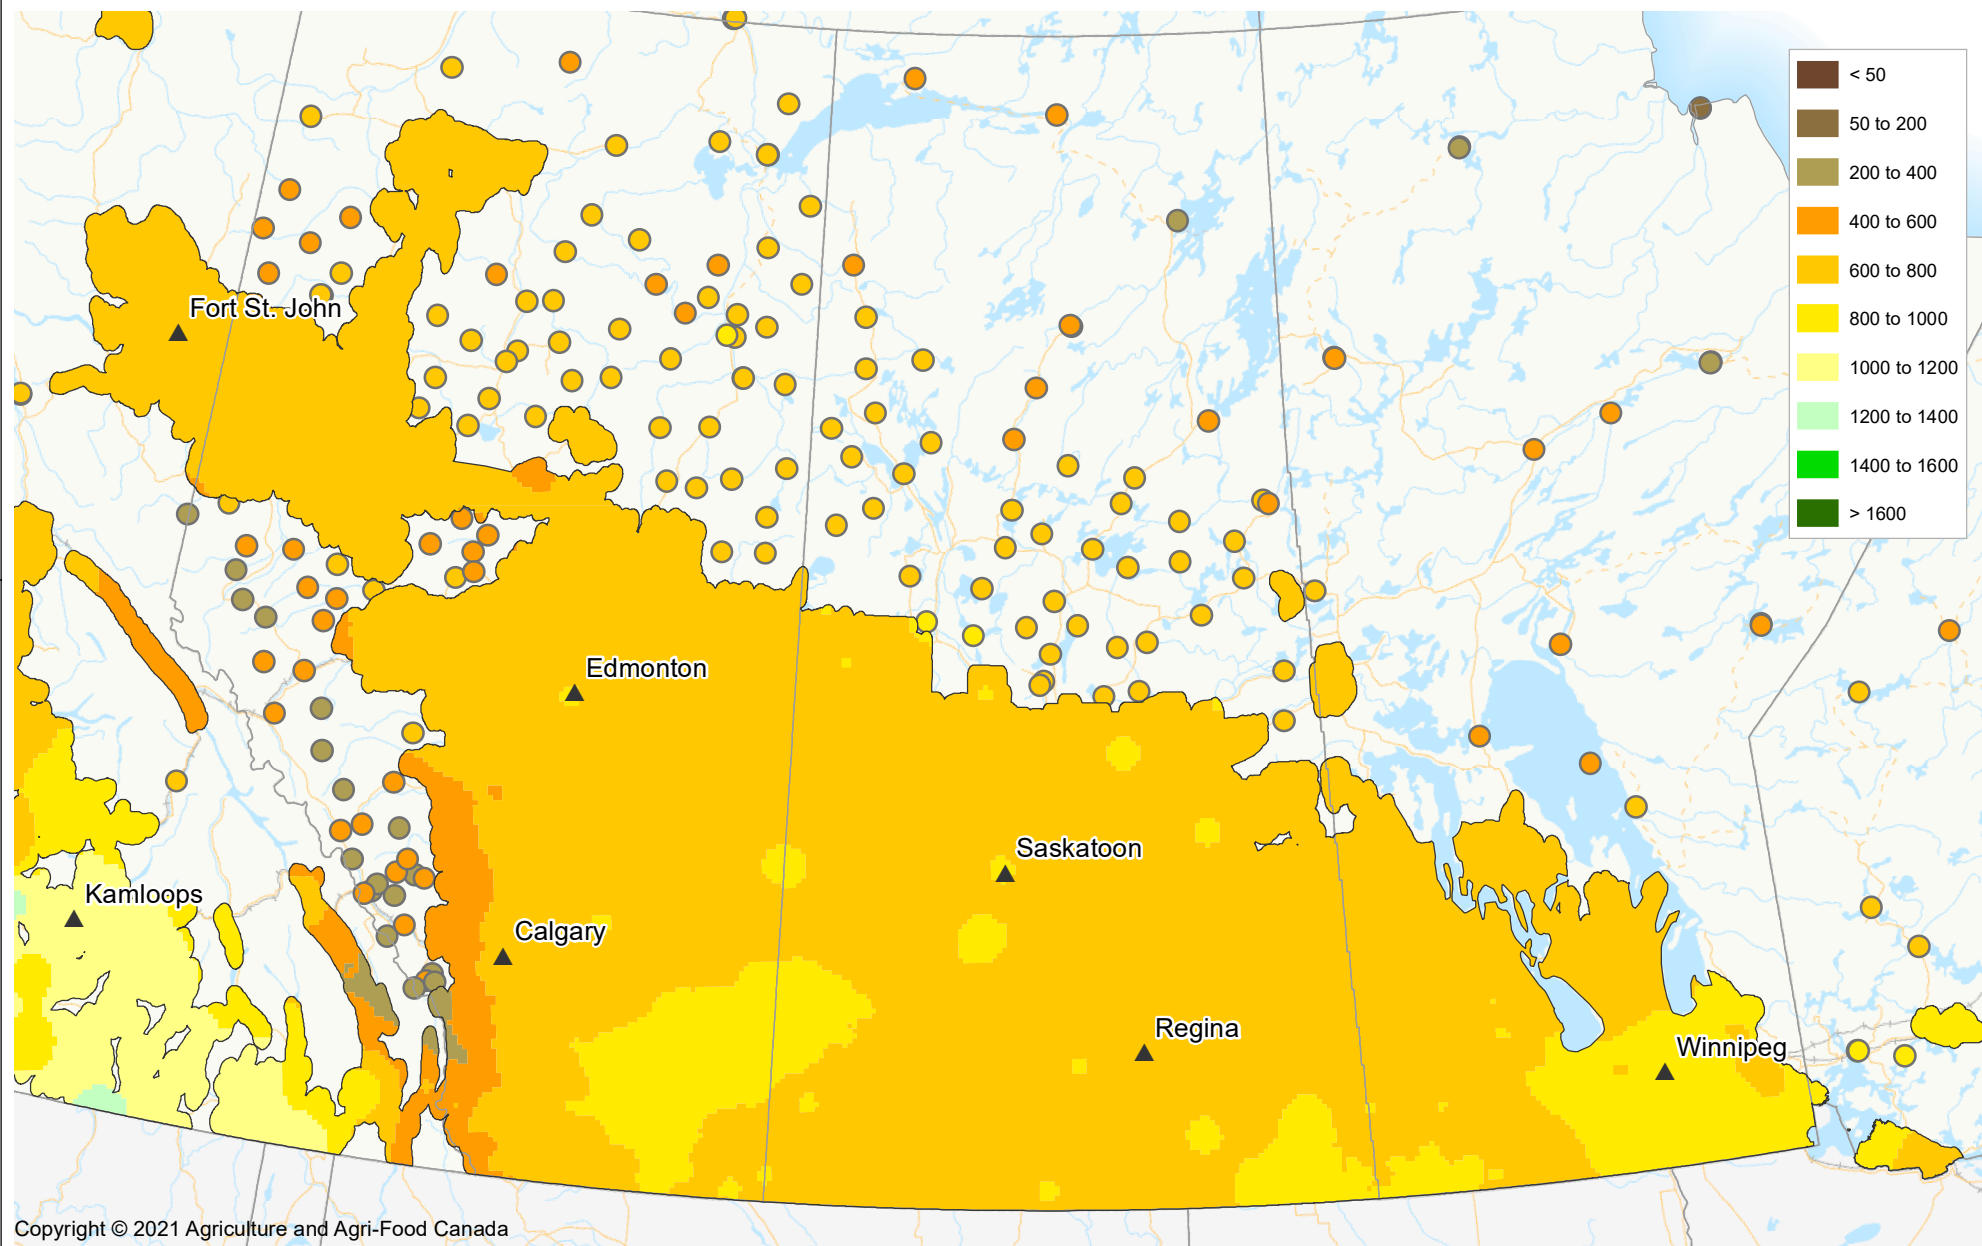 < 50
50 to 200
200 to 400
400 to 600
600 to 800
800 to 1000
1000 to 1200
1200 to 1400
1400 to 1600
> 1600
Fort St. John
Edmonton
Saskatoon
Kamloops
Calgary
Regina
Winnipeg
Copyright © 2021 Agriculture and Agri-Food Canada